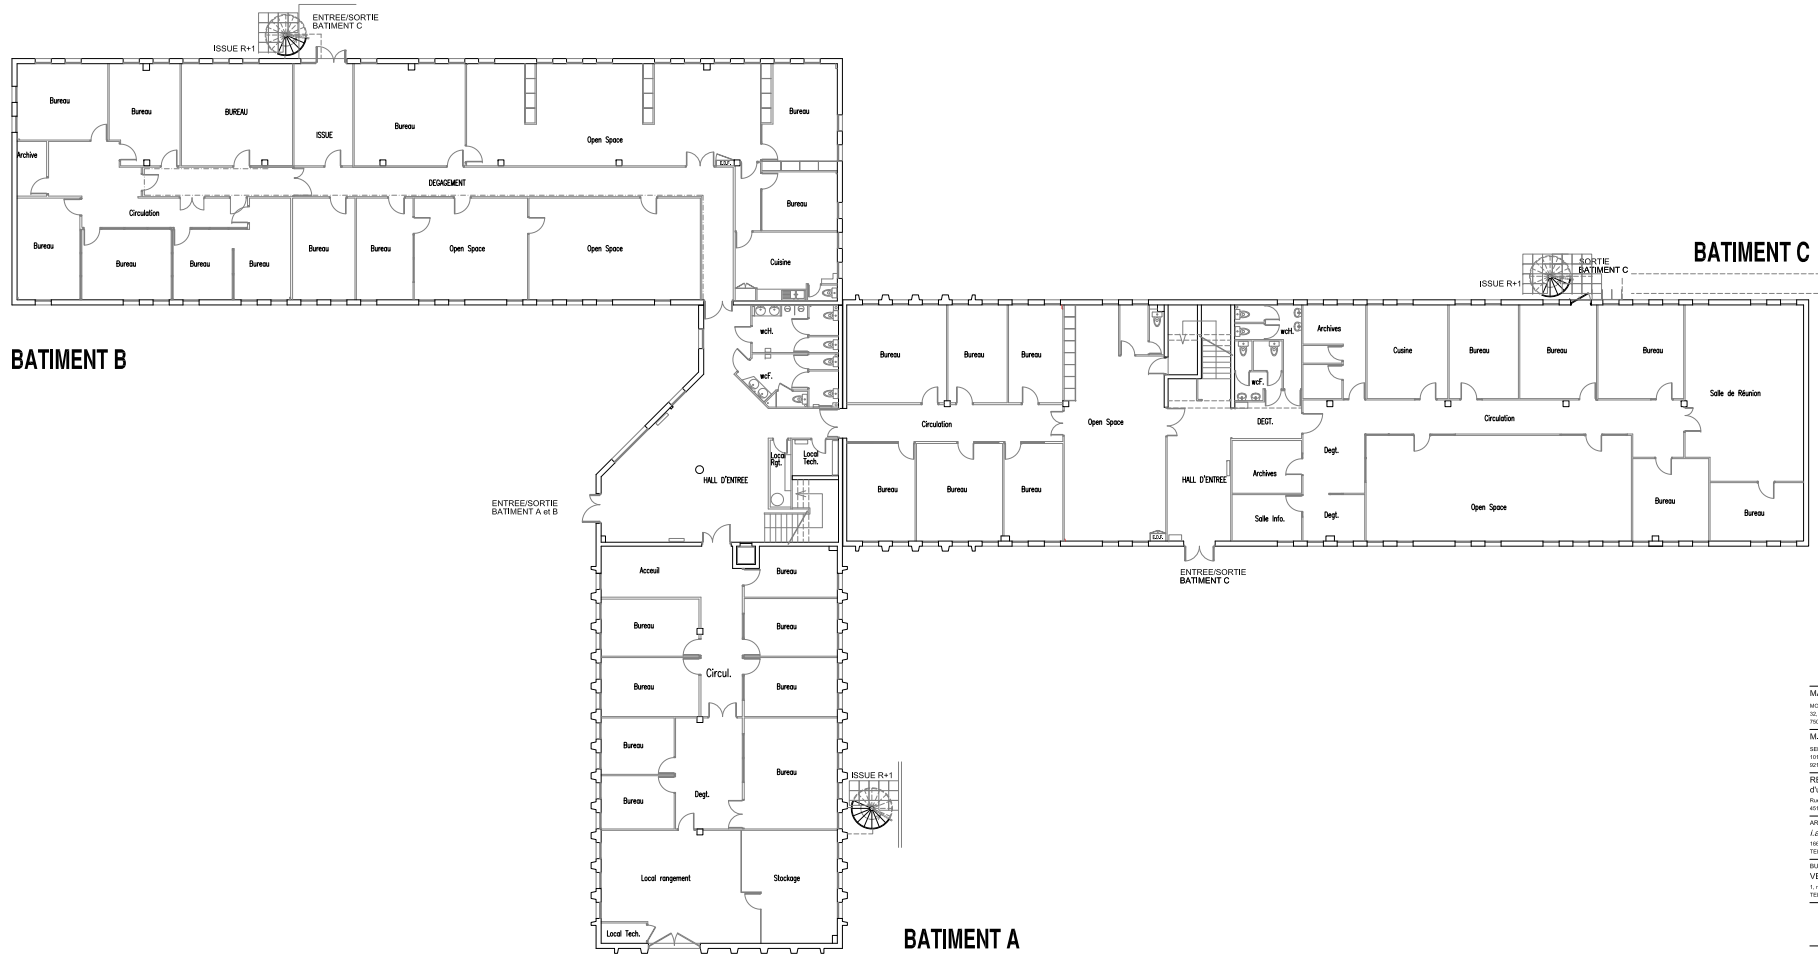 ENTREE/SORTIE
BATIMENT C
ISSUE R+1
Bureau
Bureau
BUREAU
ISSUE
Bureau
Open Space
Bureau
Archive
E.D.F.
DEGAGEMENT
Bureau
Circulation
Bureau
Bureau
Bureau
Bureau
Bureau
Bureau
Open Space
Open Space
Cuisine
BATIMENT B
BATIMENT C
SORTIE
BATIMENT C
ISSUE R+1
wcH.
wcF.
Bureau
Bureau
Bureau
wcH.
wcF.
Archives
Cusine
Bureau
Bureau
Bureau
Salle de Réunion
Circulation
Open Space
DEGT.
Circulation
Local
Rgt.
Local
Tech.
HALL D'ENTREE
Bureau
Bureau
Bureau
HALL D'ENTREE
Archives
Degt.
Salle Info.
Degt.
Open Space
Bureau
Bureau
E.D.F.
ENTREE/SORTIE
BATIMENT A et B
ENTREE/SORTIE
BATIMENT C
Acceuil
Bureau
Bureau
Bureau
Circul.
Bureau
Bureau
Bureau
Bureau
Degt.
Bureau
Bureau
ISSUE R+1
Local rangement
Stockage
Local Tech.
BATIMENT A